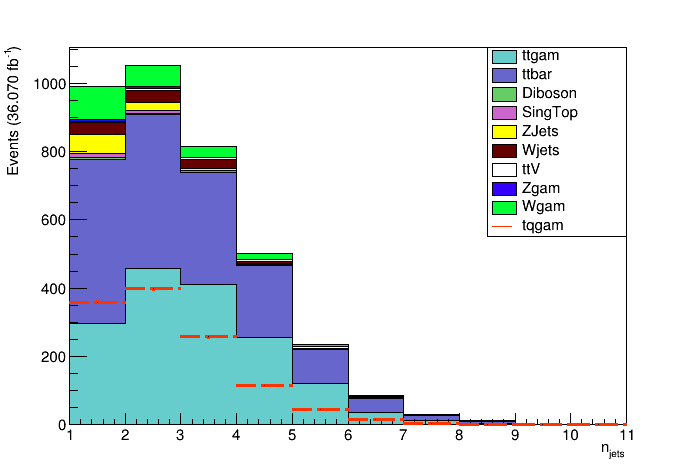 Events (36.070 fb⁻¹)
1000
800
600
400
200
0
1 2 3 4 5 6 7 8 9 10 11
n_jets
ttgam
ttbar
Diboson
SingTop
ZJets
Wjets
ttV
Zgam
Wgam
tqgam